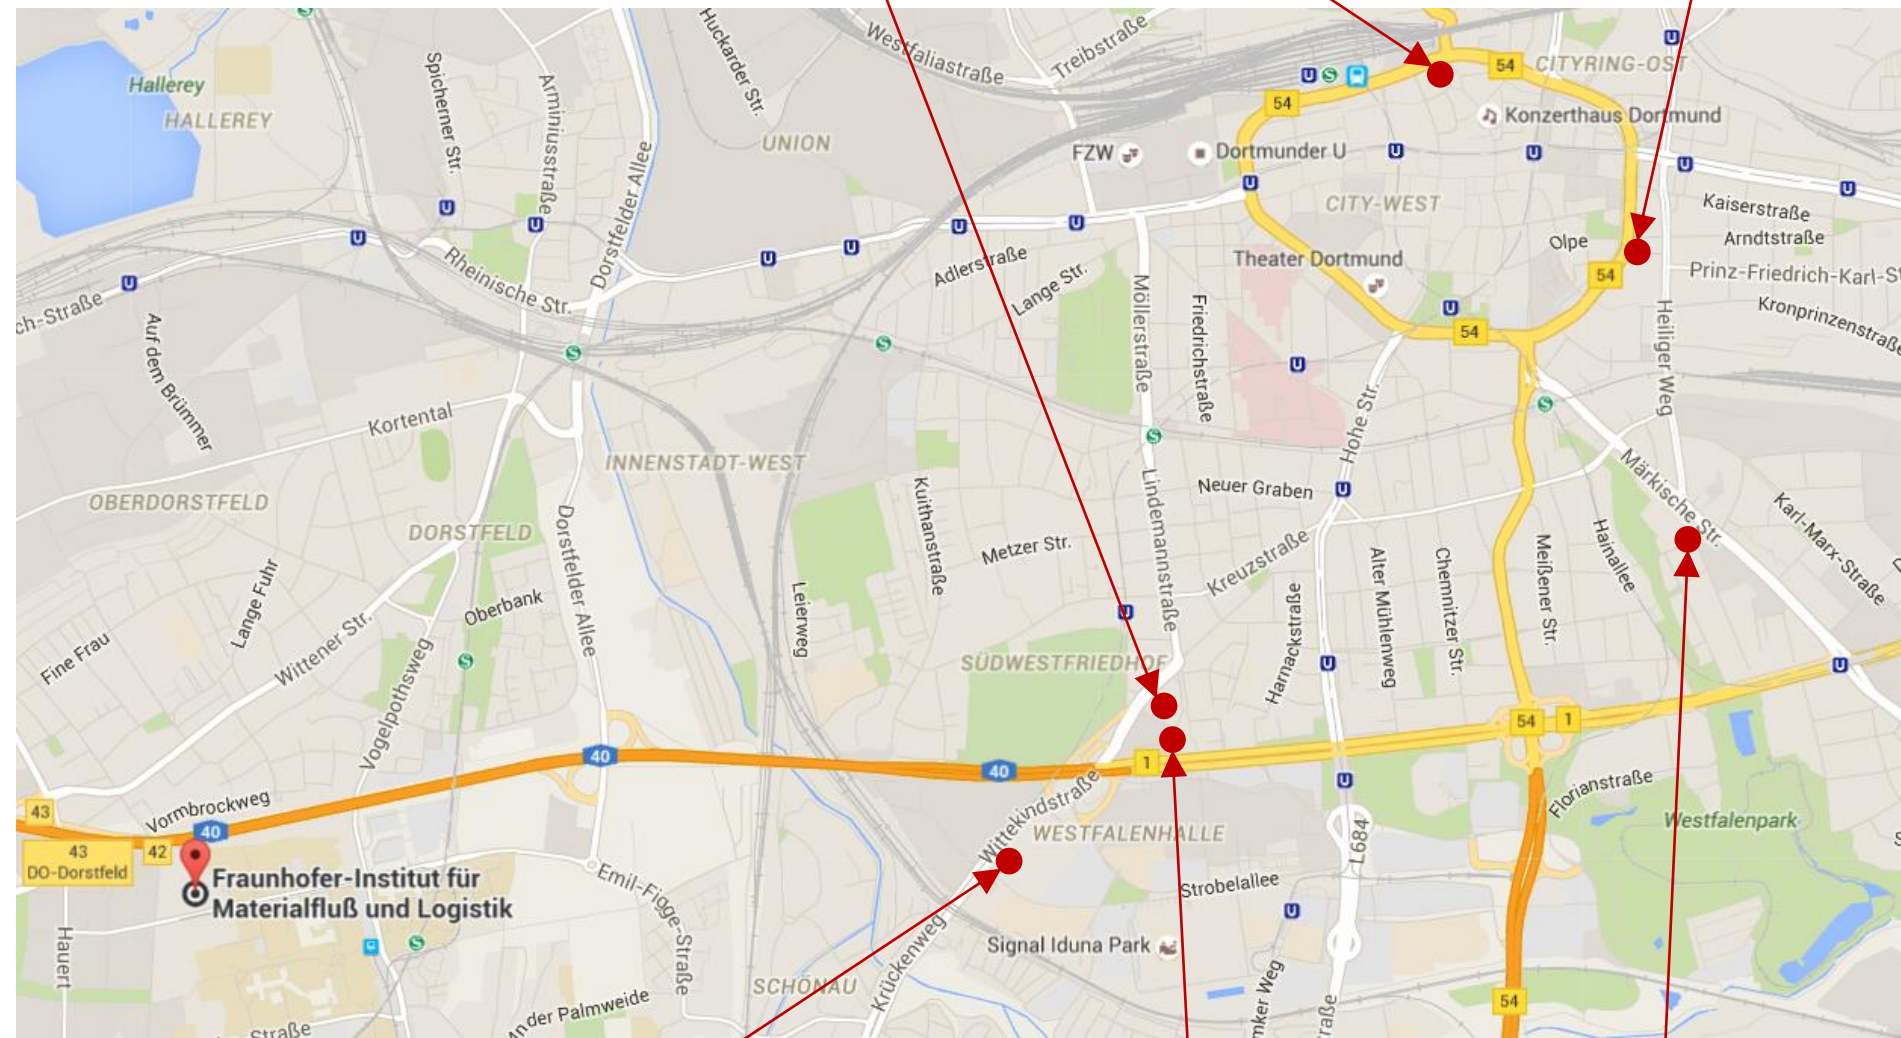 Huckarder Str.
Westfaliastraße
Treibstraße
54
CITYRING-OST
Hallerey
HALLEREY
Spicherner Str.
Arminiusstraße
Dorstfelder Allee
UNION
54
Konzerthaus Dortmund
FZW
Dortmunder U
CITY-WEST
Kaiserstraße
Arndtstraße
Olpe
Prinz-Friedrich-Karl-S
Kronprinzenstraße
54
Theater Dortmund
Adlerstraße
Lange Str.
Rheinische Str.
ch-Straße
Auf dem Brümmer
Möllerstraße
Friedrichstraße
54
Heiliger Weg
Hohe Str.
Kortental
INNENSTADT-WEST
OBERDORSTFELD
DORSTFELD
Dorstfelder Allee
Kuithanstraße
Metzer Str.
Lindemannstraße
Neuer Graben
Kreuzstraße
Märkische Str.
Karl-Marx-Straße
Hainallee
Meißener Str.
Chemnitzer Str.
Alter Mühlenweg
Harnackstraße
Leierweg
Oberbank
Lange Fuhr
Fine Frau
Wittener Str.
Vogelpothsweg
SÜDWESTFRIEDHOF
54
1
40
40
1
Vormbrockweg
40
43
43
DO-Dorstfeld
42
Wittekindstraße
WESTFALENHALLE
L684
Florianstraße
Westfalenpark
Fraunhofer-Institut für
Materialfluß und Logistik
Emil-Figge-Straße
Strobelallee
Signal Iduna Park
Hauert
SCHÖNAU
Krückenweg
An der Palmweide
Straße
mker Weg
raße
54